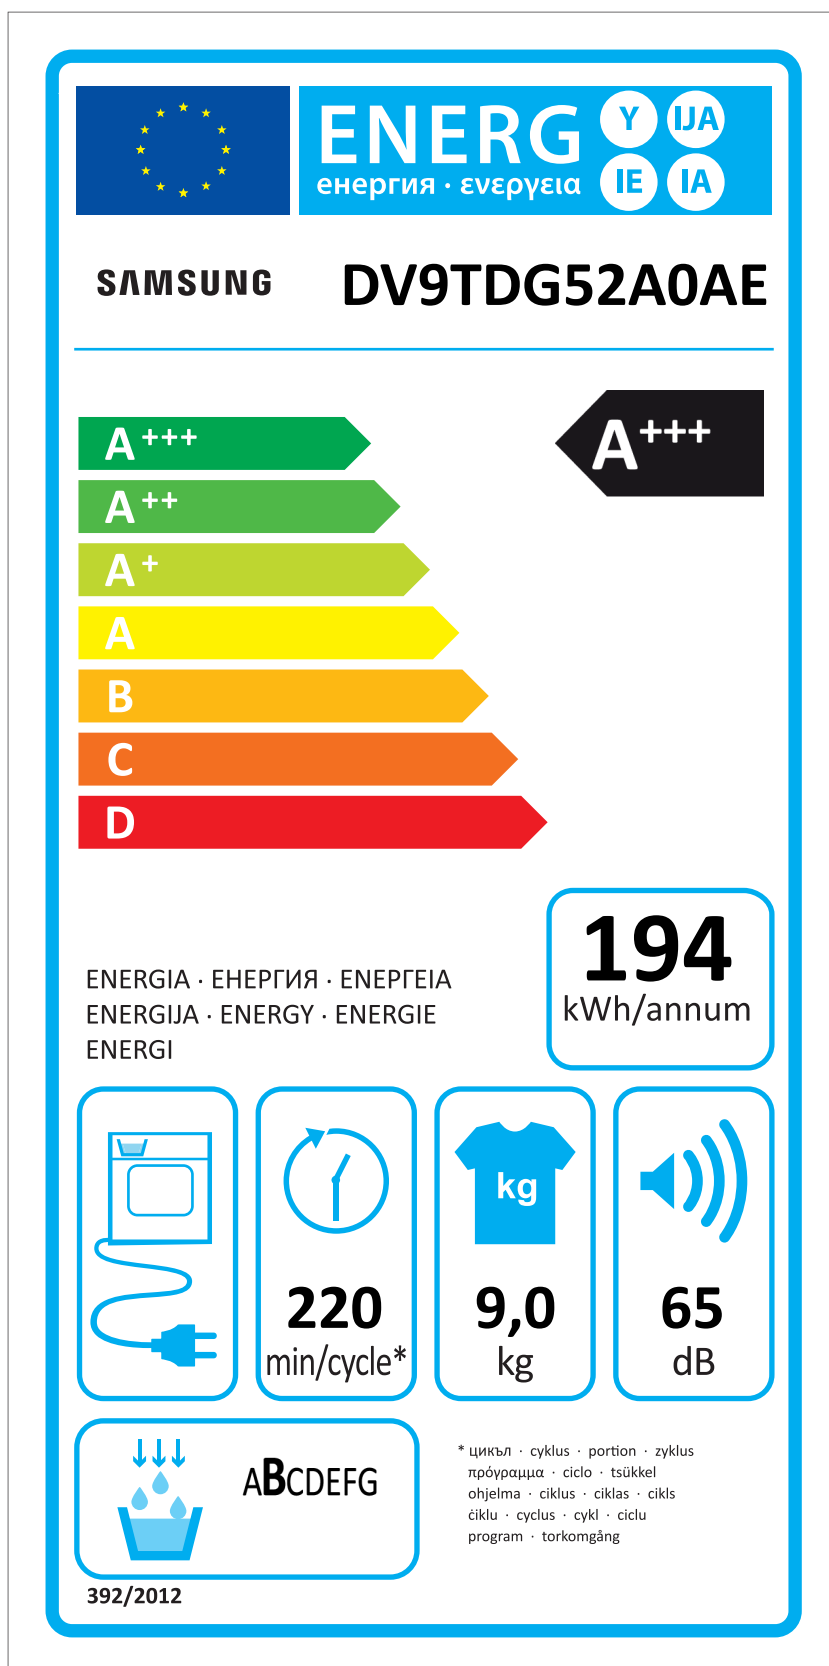 ENERG Y IJA
енергия · ενεργεια IE IA
SAMSUNG DV9TDG52A0AE
A+++ A+++
A++
A+
A
B
C
D
194
kWh/annum
ENERGIA · ЕНЕРГИЯ · ΕΝΕΡΓΕΙΑ
ENERGIJA · ENERGY · ENERGIE
ENERGI
kg
220 9,0 65
min/cycle* kg dB
ABCDEFG
* цикъл · cyklus · portion · zyklus
πρόγραμμα · ciclo · tsükkel
ohjelma · ciklus · ciklas · cikls
ċiklu · cyclus · cykl · ciclu
program · torkomgång
392/2012